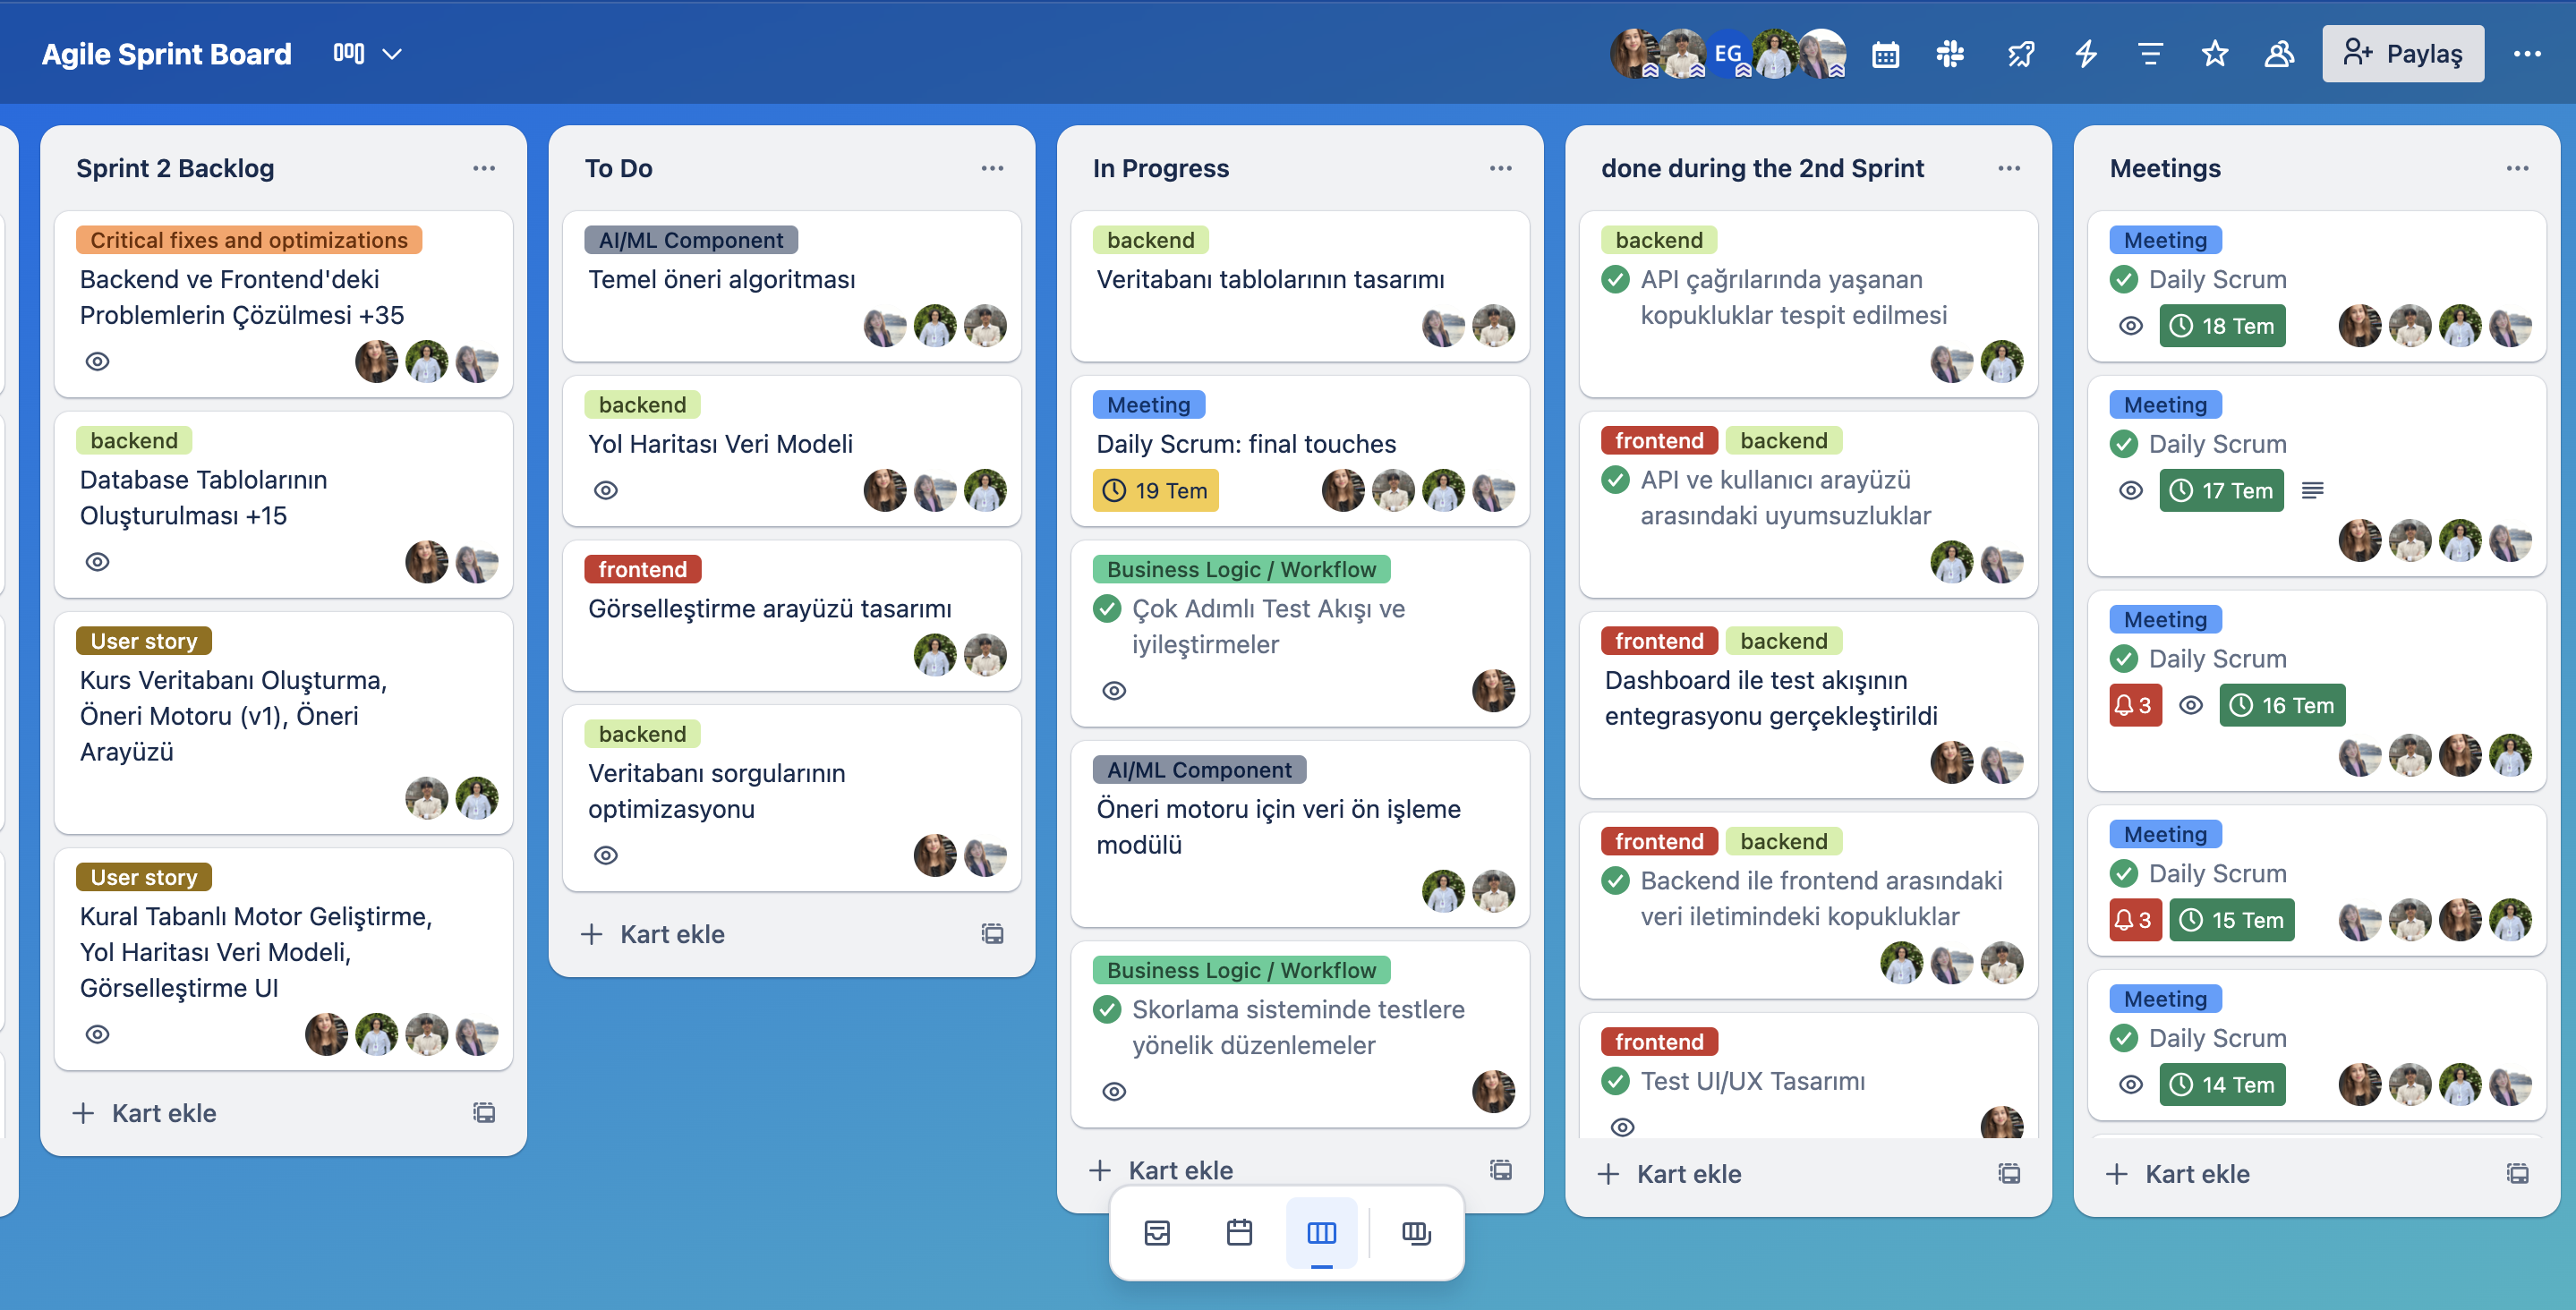 Agile Sprint Board
EG
Paylaş
Sprint 2 Backlog
Critical fixes and optimizations
Backend ve Frontend'deki
Problemlerin Çözülmesi +35
backend
Database Tablolarının
Oluşturulması +15
User story
Kurs Veritabanı Oluşturma,
Öneri Motoru (v1), Öneri
Arayüzü
User story
Kural Tabanlı Motor Geliştirme,
Yol Haritası Veri Modeli,
Görselleştirme UI
Kart ekle
To Do
AI/ML Component
Temel öneri algoritması
backend
Yol Haritası Veri Modeli
frontend
Görselleştirme arayüzü tasarımı
backend
Veritabanı sorgularının
optimizasyonu
Kart ekle
In Progress
backend
Veritabanı tablolarının tasarımı
Meeting
Daily Scrum: final touches
19 Tem
Business Logic / Workflow
Çok Adımlı Test Akışı ve
iyileştirmeler
AI/ML Component
Öneri motoru için veri ön işleme
modülü
Business Logic / Workflow
Skorlama sisteminde testlere
yönelik düzenlemeler
Kart ekle
done during the 2nd Sprint
backend
API çağrılarında yaşanan
kopukluklar tespit edilmesi
frontend backend
API ve kullanıcı arayüzü
arasındaki uyumsuzluklar
frontend backend
Dashboard ile test akışının
entegrasyonu gerçekleştirildi
frontend backend
Backend ile frontend arasındaki
veri iletimindeki kopukluklar
frontend
Test UI/UX Tasarımı
Kart ekle
Meetings
Meeting
Daily Scrum
18 Tem
Meeting
Daily Scrum
17 Tem
Meeting
Daily Scrum
3 16 Tem
Meeting
Daily Scrum
3 15 Tem
Meeting
Daily Scrum
14 Tem
Kart ekle